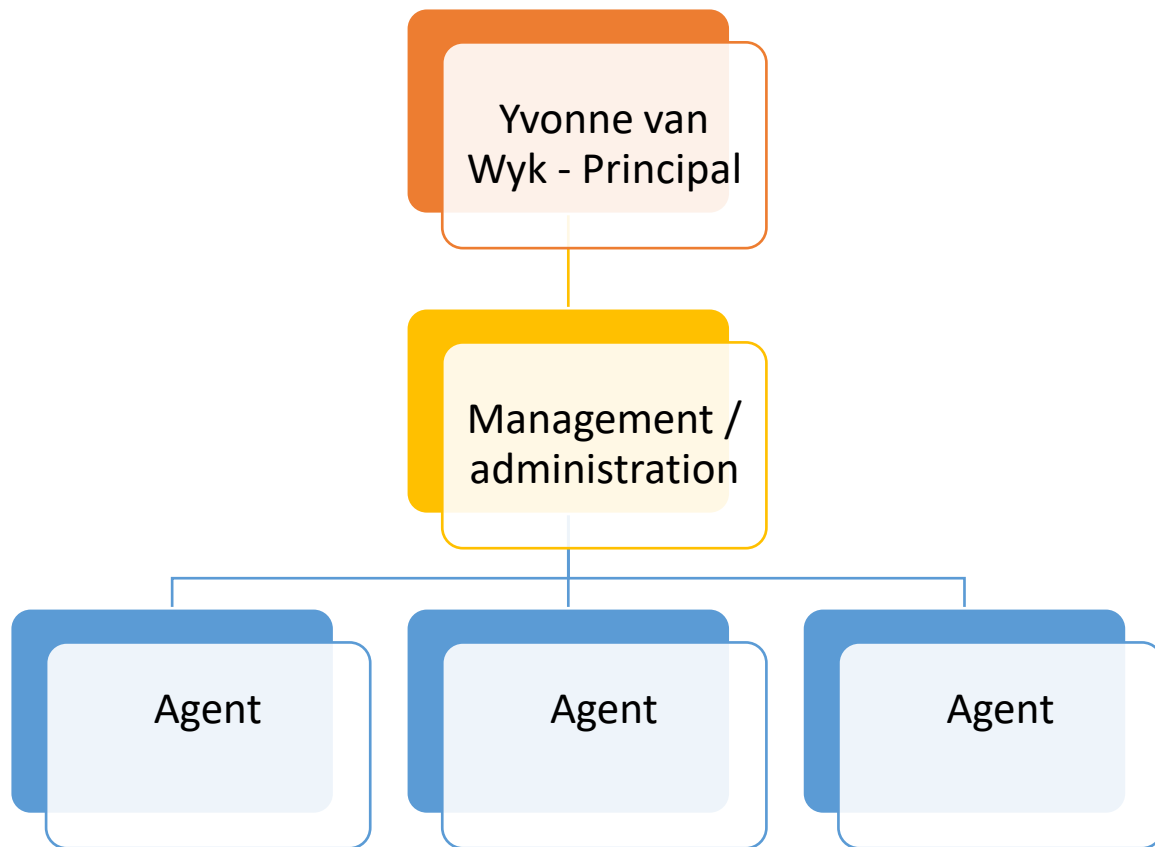 Yvonne van
Wyk - Principal
Management /
administration
Agent
Agent
Agent